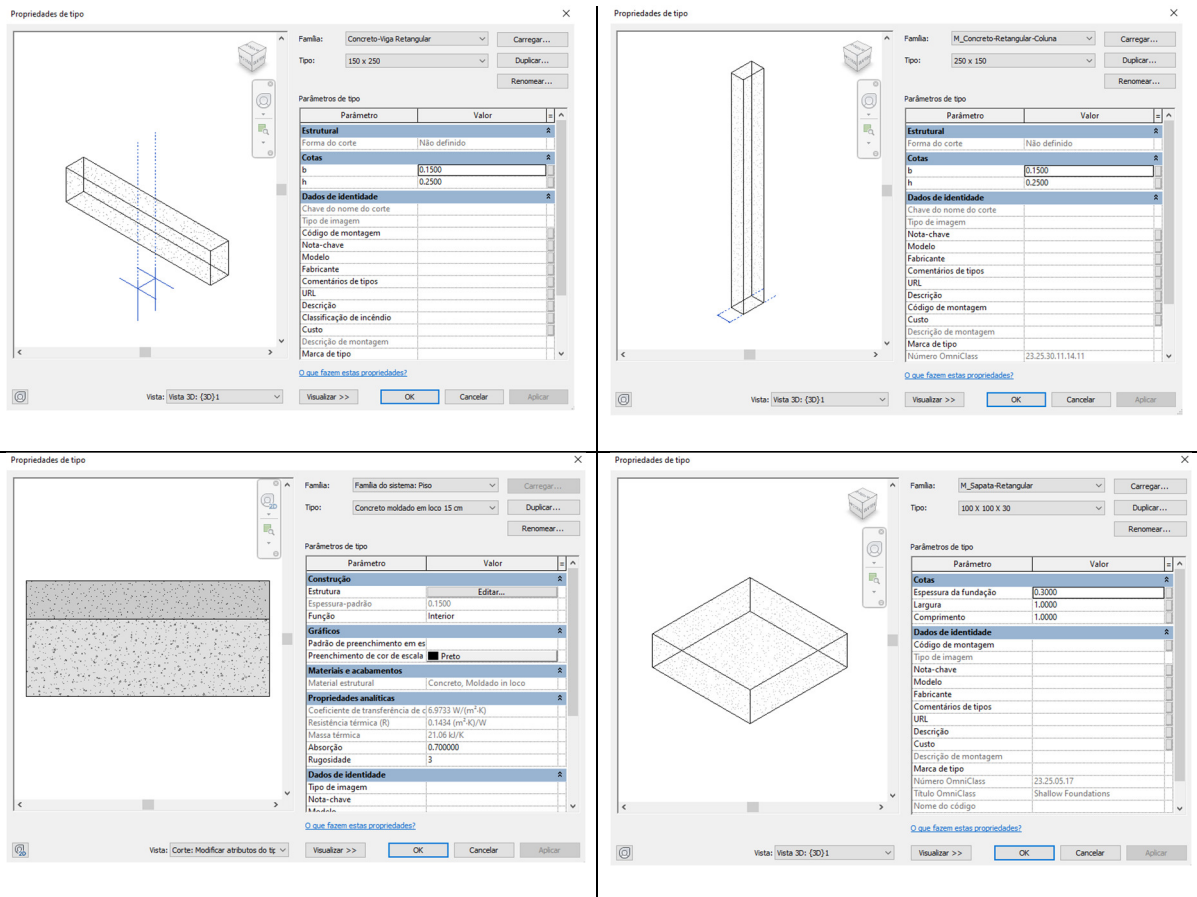 Propriedades de tipo
Família: Concreto-Viga Retangular Carregar...
Tipo: 150 x 250 Duplicar...
Renomear...
Parâmetros de tipo
Parâmetro Valor =
Estrutural
Forma do corte Não definido
Cotas
b 0.1500
h 0.2500
Dados de identidade
Chave do nome do corte
Tipo de imagem
Código de montagem
Nota-chave
Modelo
Fabricante
Comentários de tipos
URL
Descrição
Classificação de incêndio
Custo
Descrição de montagem
Marca de tipo
O que fazem estas propriedades?
Vista: Vista 3D: {3D}1 Visualizar >> OK Cancelar Aplicar
Propriedades de tipo
Família: M_Concreto-Retangular-Coluna Carregar...
Tipo: 250 x 150 Duplicar...
Renomear...
Parâmetros de tipo
Parâmetro Valor =
Estrutural
Forma do corte Não definido
Cotas
b 0.1500
h 0.2500
Dados de identidade
Chave do nome do corte
Tipo de imagem
Nota-chave
Modelo
Fabricante
Comentários de tipos
URL
Descrição
Código de montagem
Custo
Descrição de montagem
Marca de tipo
Número OmniClass 23.25.30.11.14.11
O que fazem estas propriedades?
Vista: Vista 3D: {3D}1 Visualizar >> OK Cancelar Aplicar
Propriedades de tipo
Família: Família do sistema: Piso Carregar...
Tipo: Concreto moldado em loco 15 cm Duplicar...
Renomear...
2D
Parâmetros de tipo
Parâmetro Valor =
Construção
Estrutura Editar...
Espessura-padrão 0.1500
Função Interior
Gráficos
Padrão de preenchimento em es
Preenchimento de cor de escala Preto
Materiais e acabamentos
Material estrutural Concreto, Moldado in loco
Propriedades analíticas
Coeficiente de transferência de c 6.9733 W/(m²·K)
Resistência térmica (R) 0.1434 (m²·K)/W
Massa térmica 21.06 kJ/K
Absorção 0.700000
Rugosidade 3
Dados de identidade
Tipo de imagem
Nota-chave
Modelo
O que fazem estas propriedades?
2D Vista: Corte: Modificar atributos do tip Visualizar >> OK Cancelar Aplicar
Propriedades de tipo
Família: M_Sapata-Retangular Carregar...
Tipo: 100 X 100 X 30 Duplicar...
Renomear...
Parâmetros de tipo
Parâmetro Valor =
Cotas
Espessura da fundação 0.3000
Largura 1.0000
Comprimento 1.0000
Dados de identidade
Código de montagem
Tipo de imagem
Nota-chave
Modelo
Fabricante
Comentários de tipos
URL
Descrição
Custo
Descrição de montagem
Marca de tipo
Número OmniClass 23.25.05.17
Título OmniClass Shallow Foundations
Nome do código
O que fazem estas propriedades?
Vista: Vista 3D: {3D}1 Visualizar >> OK Cancelar Aplicar